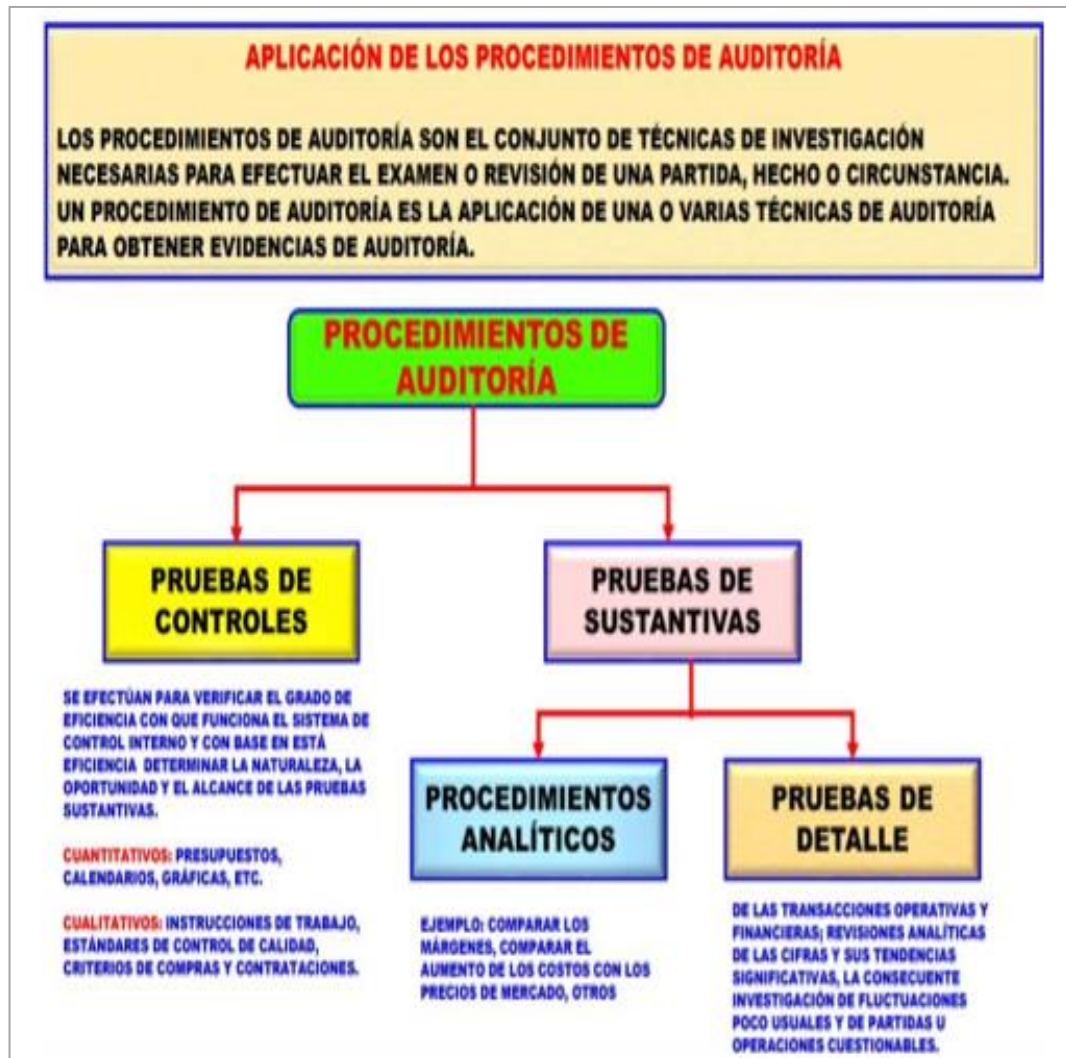 APLICACIÓN DE LOS PROCEDIMIENTOS DE AUDITORÍA
LOS PROCEDIMIENTOS DE AUDITORÍA SON EL CONJUNTO DE TÉCNICAS DE INVESTIGACIÓN
NECESARIAS PARA EFECTUAR EL EXAMEN O REVISIÓN DE UNA PARTIDA, HECHO O CIRCUNSTANCIA.
UN PROCEDIMIENTO DE AUDITORÍA ES LA APLICACIÓN DE UNA O VARIAS TÉCNICAS DE AUDITORÍA
PARA OBTENER EVIDENCIAS DE AUDITORÍA.
PROCEDIMIENTOS DE
AUDITORÍA
PRUEBAS DE
CONTROLES
SE EFECTÚAN PARA VERIFICAR EL GRADO DE
EFICIENCIA CON QUE FUNCIONA EL SISTEMA DE
CONTROL INTERNO Y CON BASE EN ESTÁ
EFICIENCIA DETERMINAR LA NATURALEZA, LA
OPORTUNIDAD Y EL ALCANCE DE LAS PRUEBAS
SUSTANTIVAS.
CUANTITATIVOS: PRESUPUESTOS,
CALENDARIOS, GRÁFICAS, ETC.
CUALITATIVOS: INSTRUCCIONES DE TRABAJO,
ESTÁNDARES DE CONTROL DE CALIDAD,
CRITERIOS DE COMPRAS Y CONTRATACIONES.
PRUEBAS DE
SUSTANTIVAS
PROCEDIMIENTOS
ANALÍTICOS
EJEMPLO: COMPARAR LOS
MÁRGENES, COMPARAR EL
AUMENTO DE LOS COSTOS CON LOS
PRECIOS DE MERCADO, OTROS
PRUEBAS DE
DETALLE
DE LAS TRANSACCIONES OPERATIVAS Y
FINANCIERAS; REVISIONES ANALÍTICAS
DE LAS CIFRAS Y SUS TENDENCIAS
SIGNIFICATIVAS, LA CONSECUENTE
INVESTIGACIÓN DE FLUCTUACIONES
POCO USUALES Y DE PARTIDAS U
OPERACIONES CUESTIONABLES.